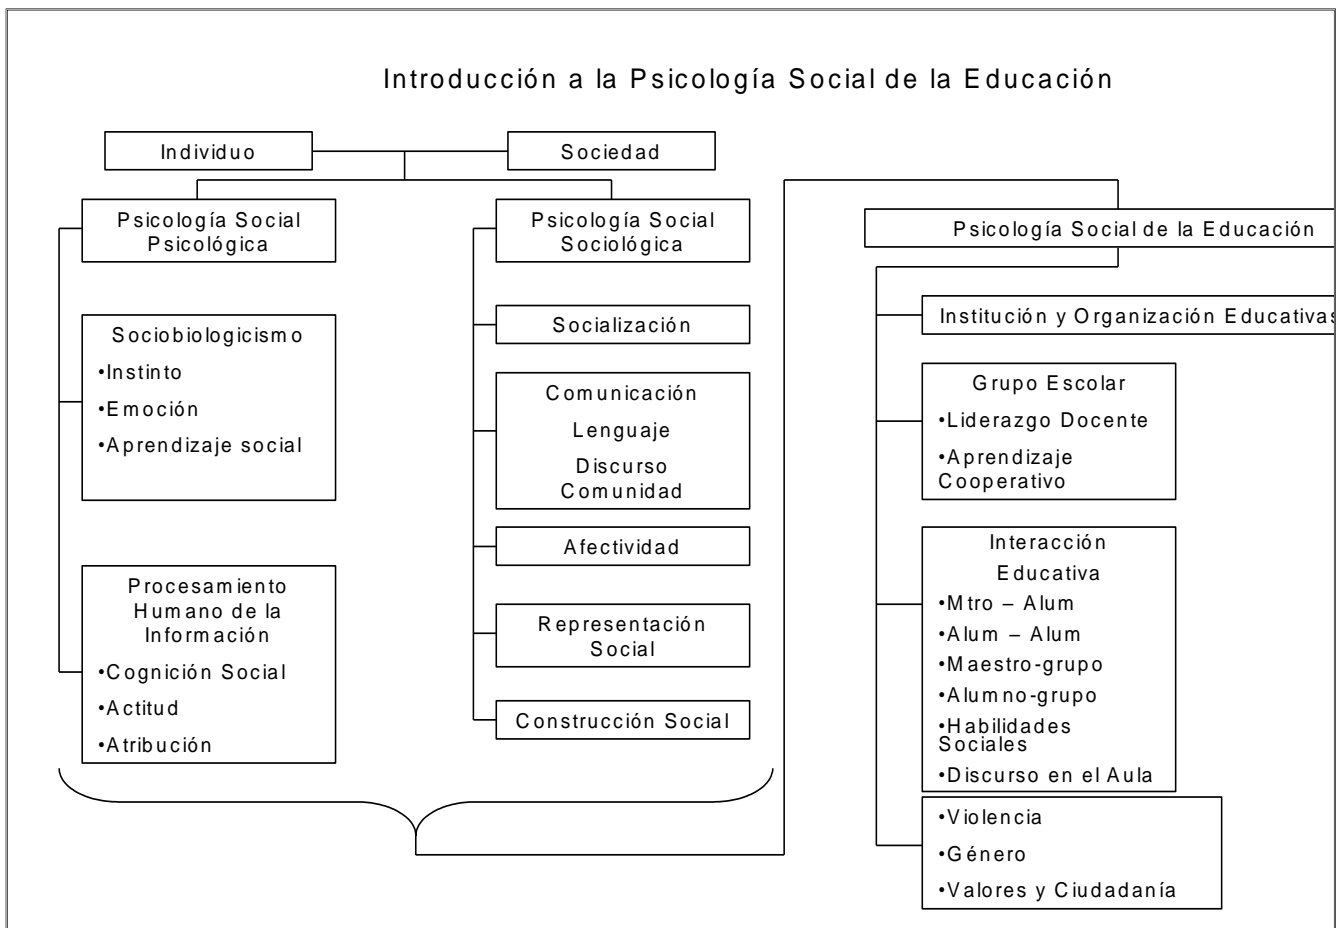 Introducción a la Psicología Social de la Educación
Individuo
Sociedad
Psicología Social
Psicológica
Sociobiologicismo
•Instinto
•Emoción
•Aprendizaje social
Procesamiento
Humano de la
Información
•Cognición Social
•Actitud
•Atribución
Psicología Social
Sociológica
Socialización
Comunicación
Lenguaje
Discurso
Comunidad
Afectividad
Representación
Social
Construcción Social
Psicología Social de la Educación
Institución y Organización Educativas
Grupo Escolar
•Liderazgo Docente
•Aprendizaje
Cooperativo
Interacción
Educativa
•Mtro – Alum
•Alum – Alum
•Maestro-grupo
•Alumno-grupo
•Habilidades
Sociales
•Discurso en el Aula
•Violencia
•Género
•Valores y Ciudadanía